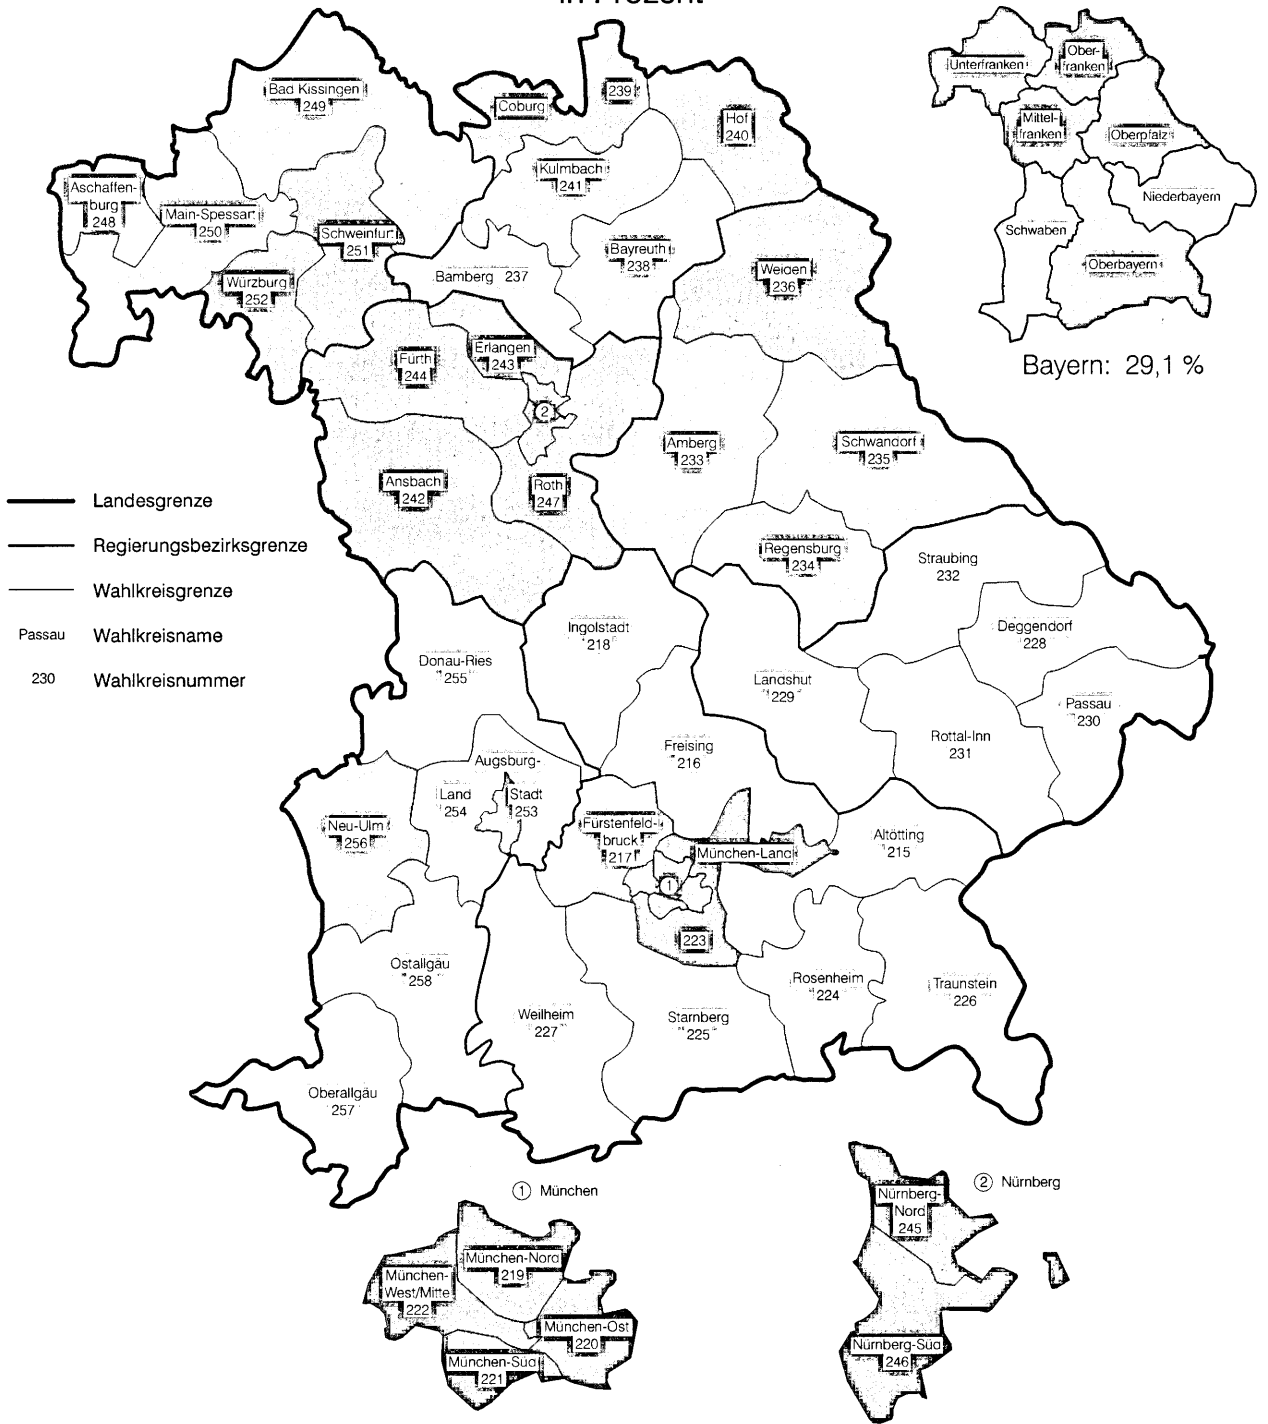 in Prozent
Bad Kissingen
249
Coburg
239
Hof
240
Unterfranken
Ober-
franken
Mittel-
franken
Oberpfalz
Niederbayern
Schwaben
Oberbayern
Bayern: 29,1 %
Aschaffen-
burg
248
Main-Spessart
250
Schweinfurt
251
Würzburg
252
Kulmbach
241
Bamberg 237
Bayreuth
238
Weiden
236
Fürth
244
Erlangen
243
2
Ansbach
242
Roth
247
Amberg
233
Schwandorf
235
Regensburg
234
Straubing
232
Deggendorf
228
Landesgrenze
Regierungsbezirksgrenze
Wahlkreisgrenze
Passau Wahlkreisname
230 Wahlkreisnummer
Ingolstadt
218
Donau-Ries
255
Landshut
229
Passau
230
Rottal-Inn
231
Freising
216
Augsburg-
Land
254
Stadt
253
Neu-Ulm
256
Fürstenfeld-
bruck
217
München-Land
1
223
Altötting
215
Ostallgäu
258
Weilheim
227
Starnberg
225
Rosenheim
224
Traunstein
226
Oberallgäu
257
1 München
München-Nord
219
München-
West/Mitte
222
München-Ost
220
München-Süd
221
2 Nürnberg
Nürnberg-
Nord
245
Nürnberg-Süd
246